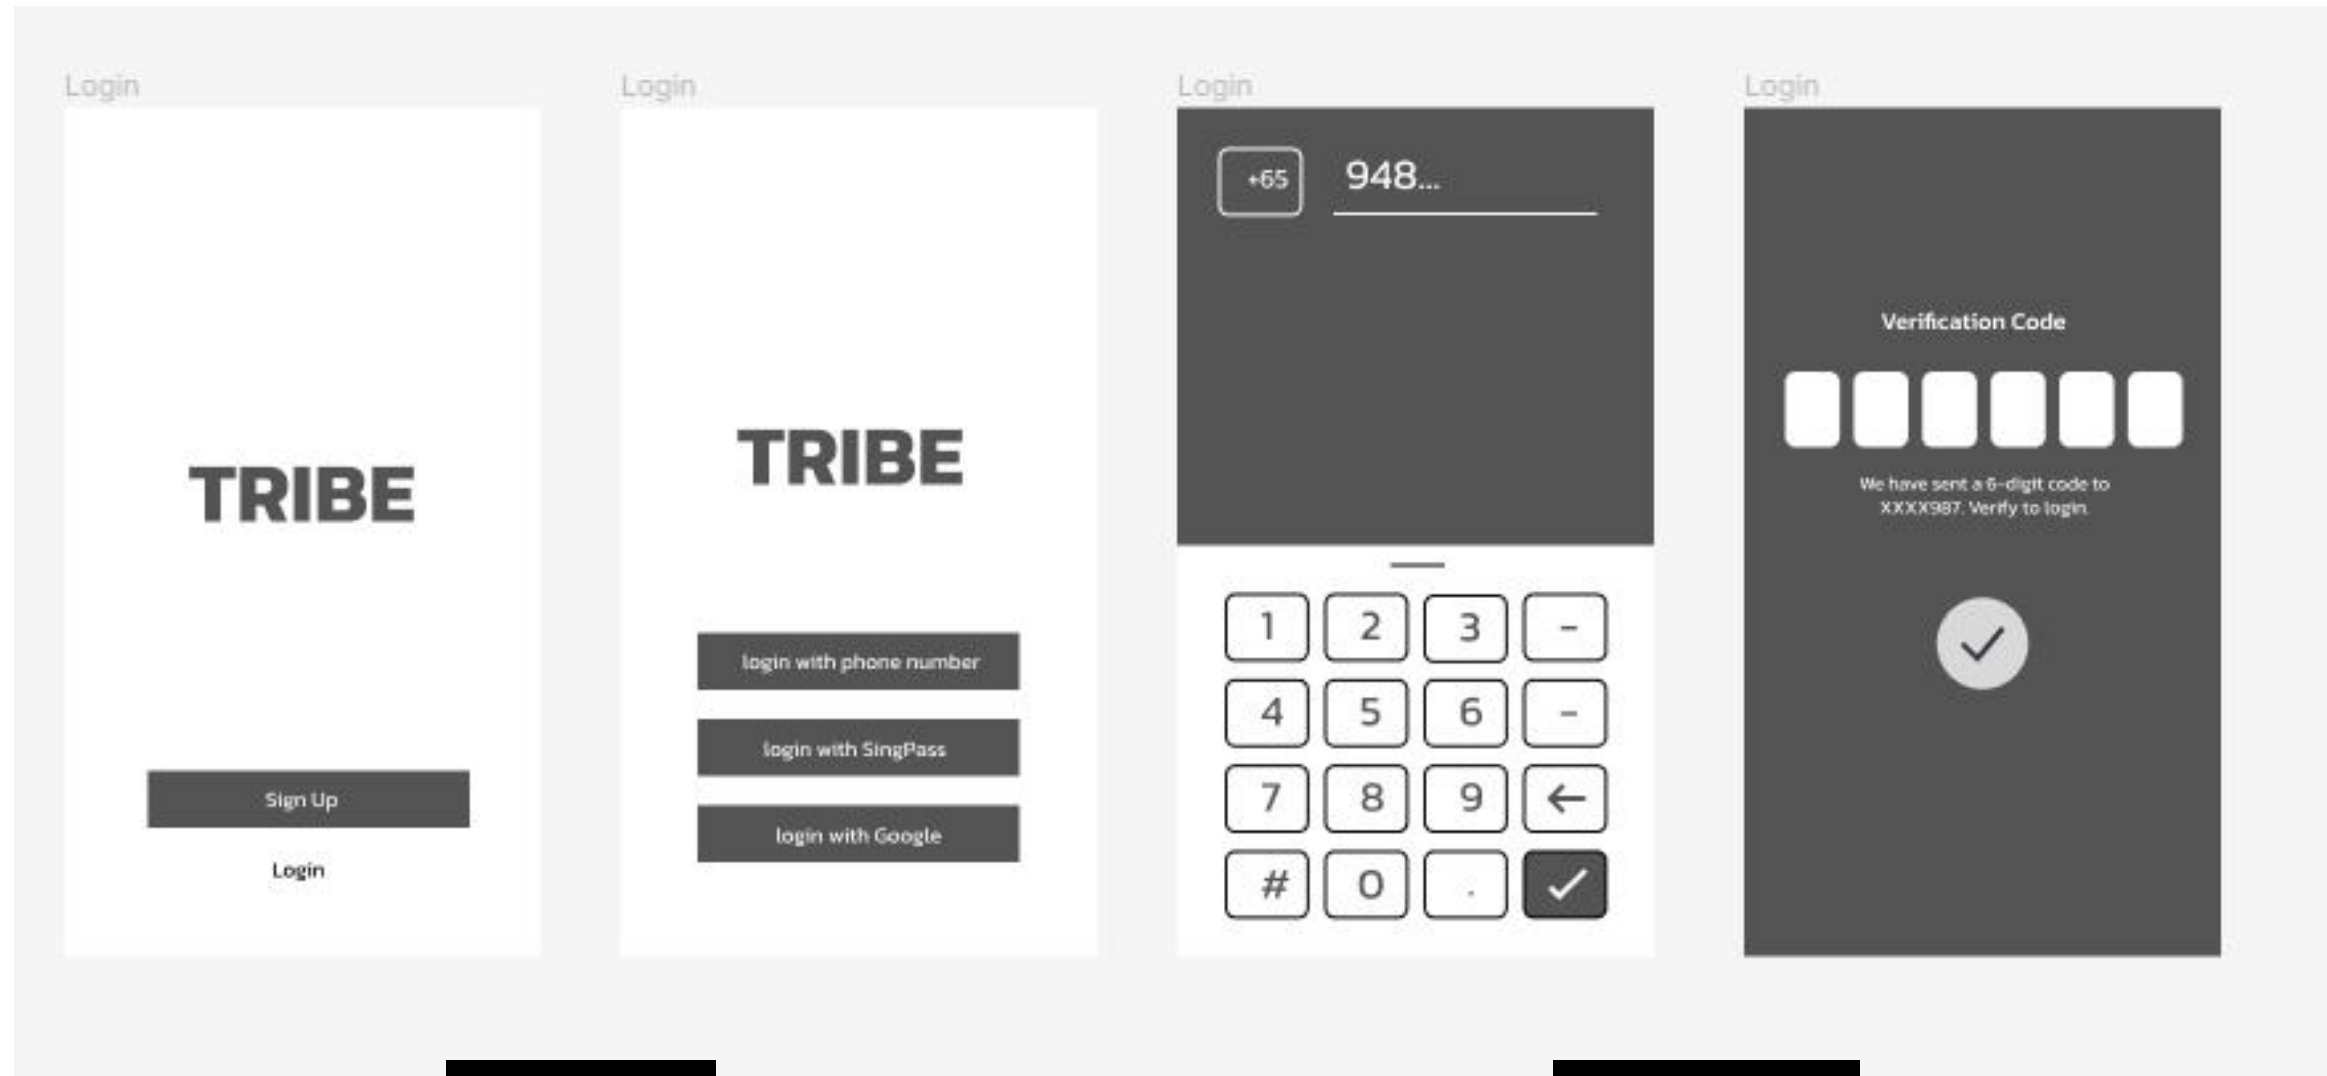 Login
TRIBE
Sign Up
Login
Login
TRIBE
login with phone number
login with SingPass
login with Google
Login
+65 948...
1 2 3 -
4 5 6 -
7 8 9 ←
# 0 .
Login
Verification Code
We have sent a 6-digit code to
XXXX987. Verify to login.